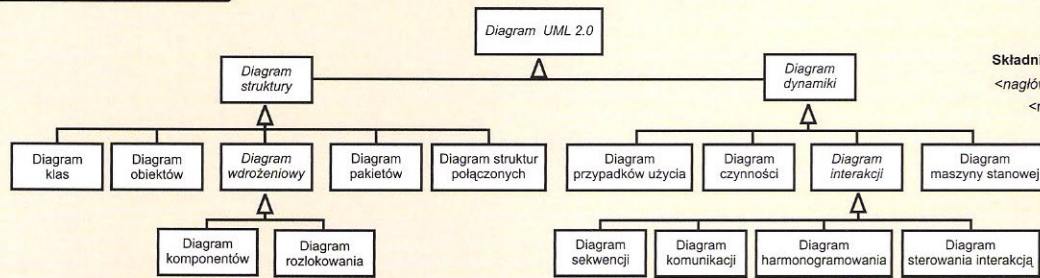 Diagram UML 2.0
Diagram
struktury
Diagram
dynamiki
Składni
<nagłów
<n
Diagram
klas
Diagram
obiektów
Diagram
wdrożeniowy
Diagram
pakietów
Diagram struktur
połączonych
Diagram
przypadków użycia
Diagram
czynności
Diagram
interakcji
Diagram
maszyny stanowej
Diagram
komponentów
Diagram
rozlokowania
Diagram
sekwencji
Diagram
komunikacji
Diagram
harmonogramowania
Diagram
sterowania interakcją